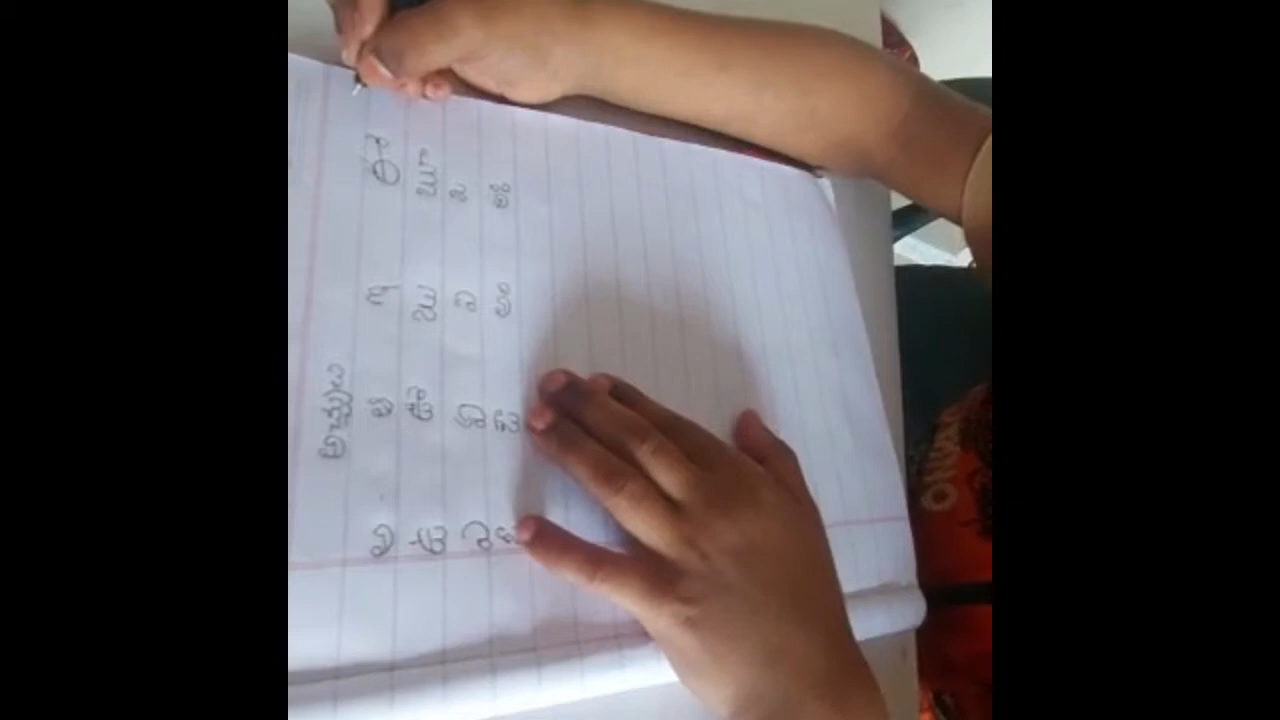 అచ్చులు
అ ఆ ఇ ఈ
ఉ ఊ ఋ ౠ
ఎ ఏ ఐ ఒ
ఓ ఔ అం అః